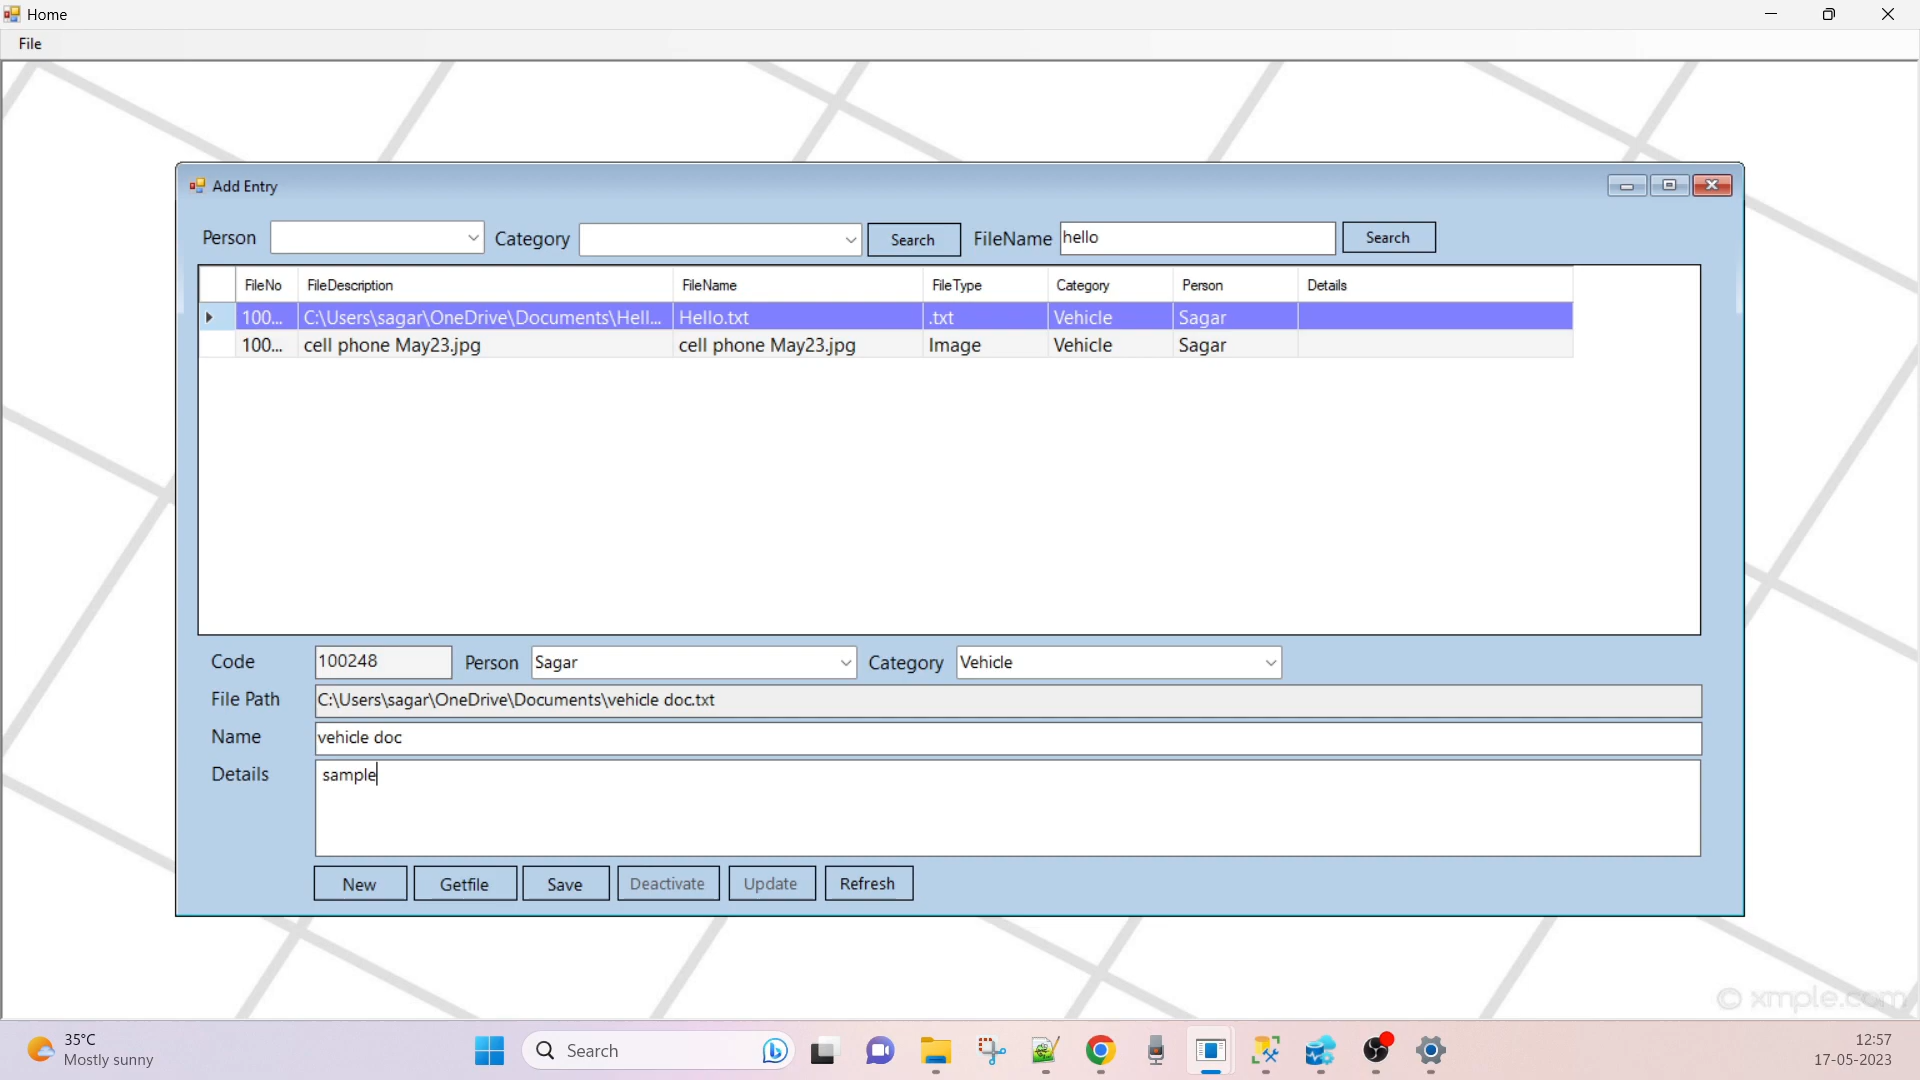 Home
File
Add Entry
Person Category Search FileName hello Search
FileNo FileDescription FileName FileType Category Person Details
100... C:\Users\sagar\OneDrive\Documents\Hell... Hello.txt .txt Vehicle Sagar
100... cell phone May23.jpg cell phone May23.jpg Image Vehicle Sagar
Code 100248 Person Sagar Category Vehicle
File Path C:\Users\sagar\OneDrive\Documents\vehicle doc.txt
Name vehicle doc
Details sample
New Getfile Save Deactivate Update Refresh
© xmple.com
35°C
Mostly sunny
Search
12:57
17-05-2023